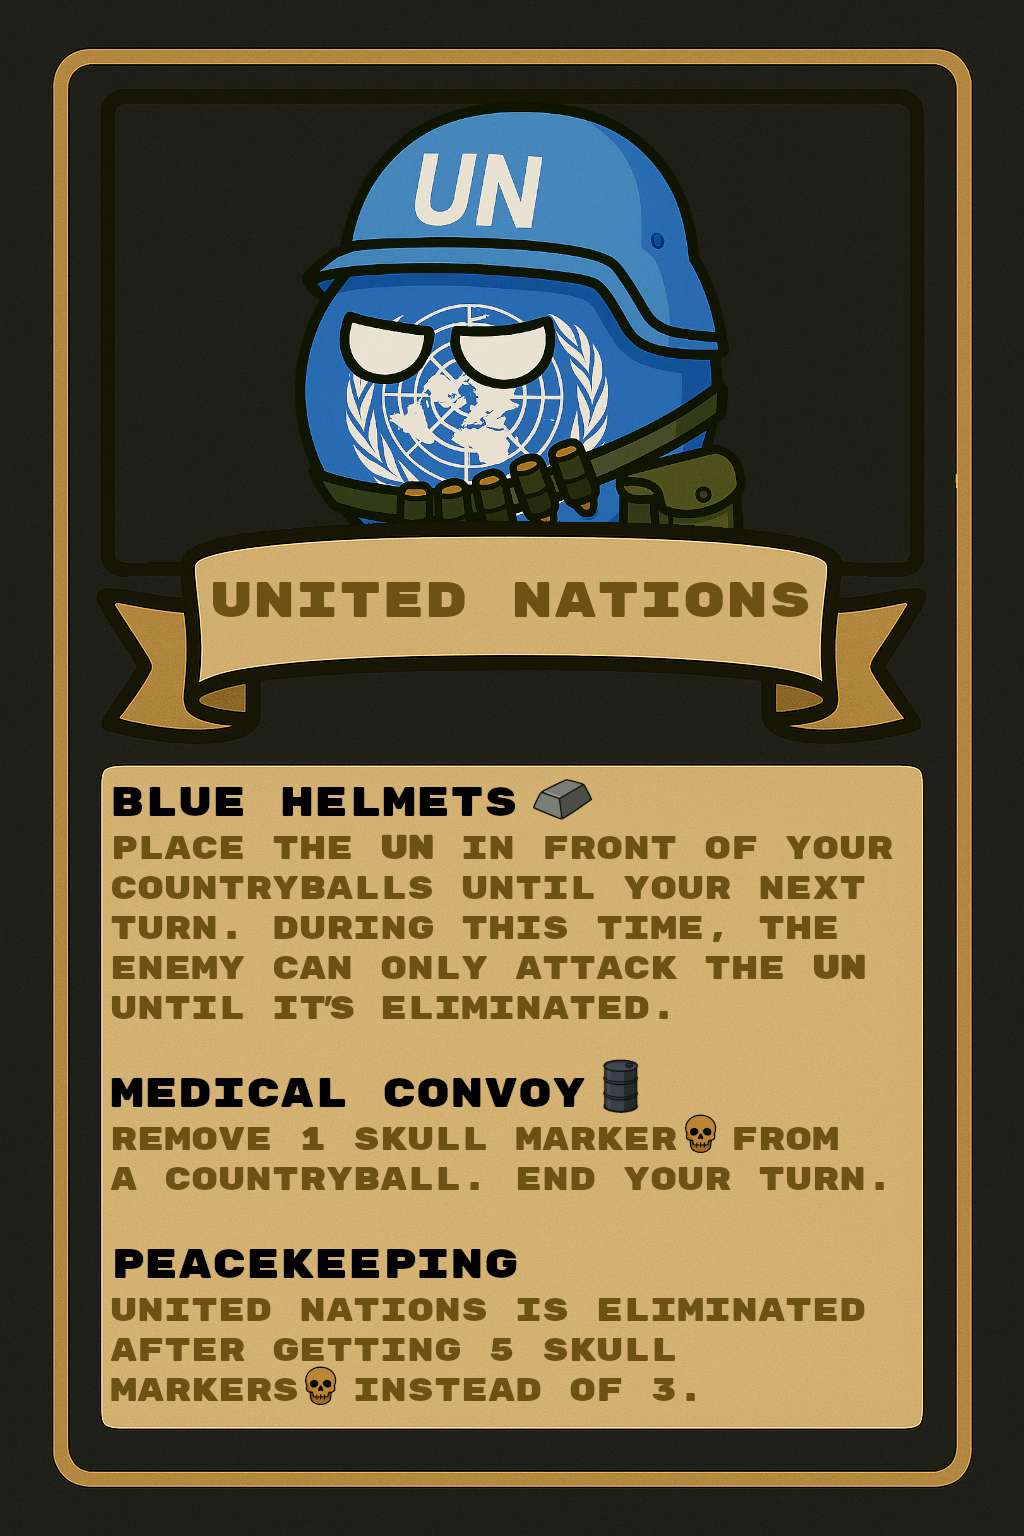 UN
UNITED NATIONS
BLUE HELMETS
PLACE THE UN IN FRONT OF YOUR
COUNTRYBALLS UNTIL YOUR NEXT
TURN. DURING THIS TIME, THE
ENEMY CAN ONLY ATTACK THE UN
UNTIL IT'S ELIMINATED.
MEDICAL CONVOY
REMOVE 1 SKULL MARKER FROM
A COUNTRYBALL. END YOUR TURN.
PEACEKEEPING
UNITED NATIONS IS ELIMINATED
AFTER GETTING 5 SKULL
MARKERS INSTEAD OF 3.